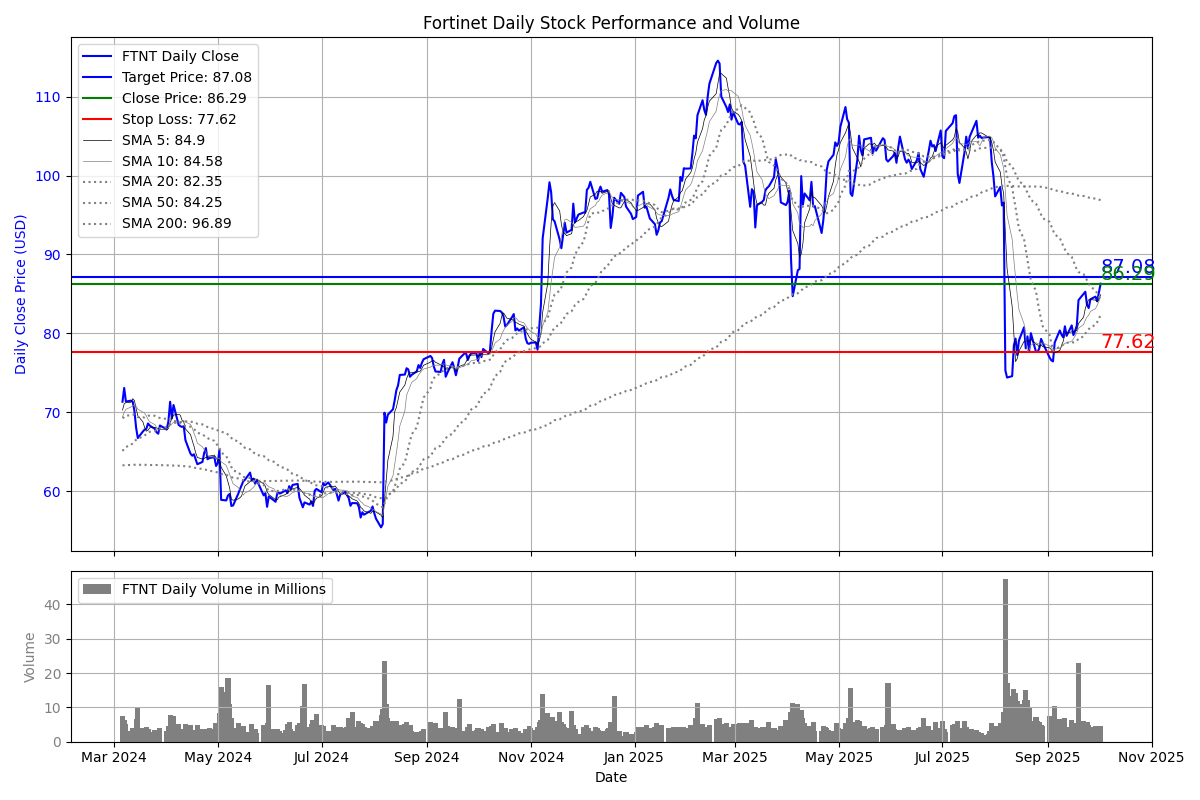 Fortinet Daily Stock Performance and Volume
FTNT Daily Close
Target Price: 87.08
Close Price: 86.29
Stop Loss: 77.62
SMA 5: 84.9
SMA 10: 84.58
SMA 20: 82.35
SMA 50: 84.25
SMA 200: 96.89
Daily Close Price (USD)
110
100
90
80
70
60
87.08
86.29
77.62
FTNT Daily Volume in Millions
Volume
40
30
20
10
0
Mar 2024 May 2024 Jul 2024 Sep 2024 Nov 2024 Jan 2025 Mar 2025 May 2025 Jul 2025 Sep 2025 Nov 2025
Date